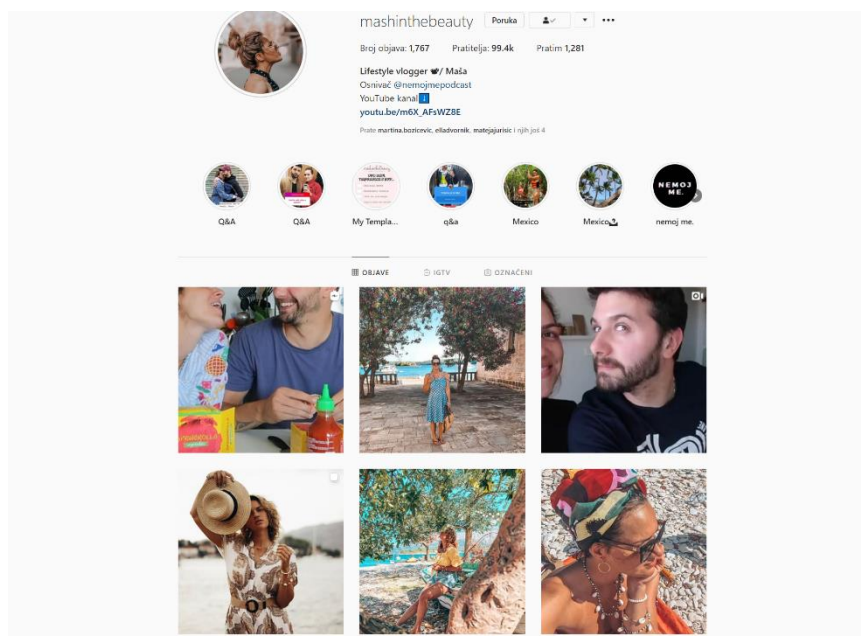 mashinthebeauty Poruka
Broj objava: 1,767 Pratitelja: 99.4k Pratim 1,281
Lifestyle vlogger / Maša
Osnivač @nemojmepodcast
YouTube kanal
youtu.be/m6X_AFsWZ8E
Prate martina.bozicevic, elladvornik, matejajurisic i njih još 4
NEMOJ
ME.
Q&A Q&A My Templa... q&a Mexico Mexico nemoj me.
OBJAVE IGTV OZNAČENI